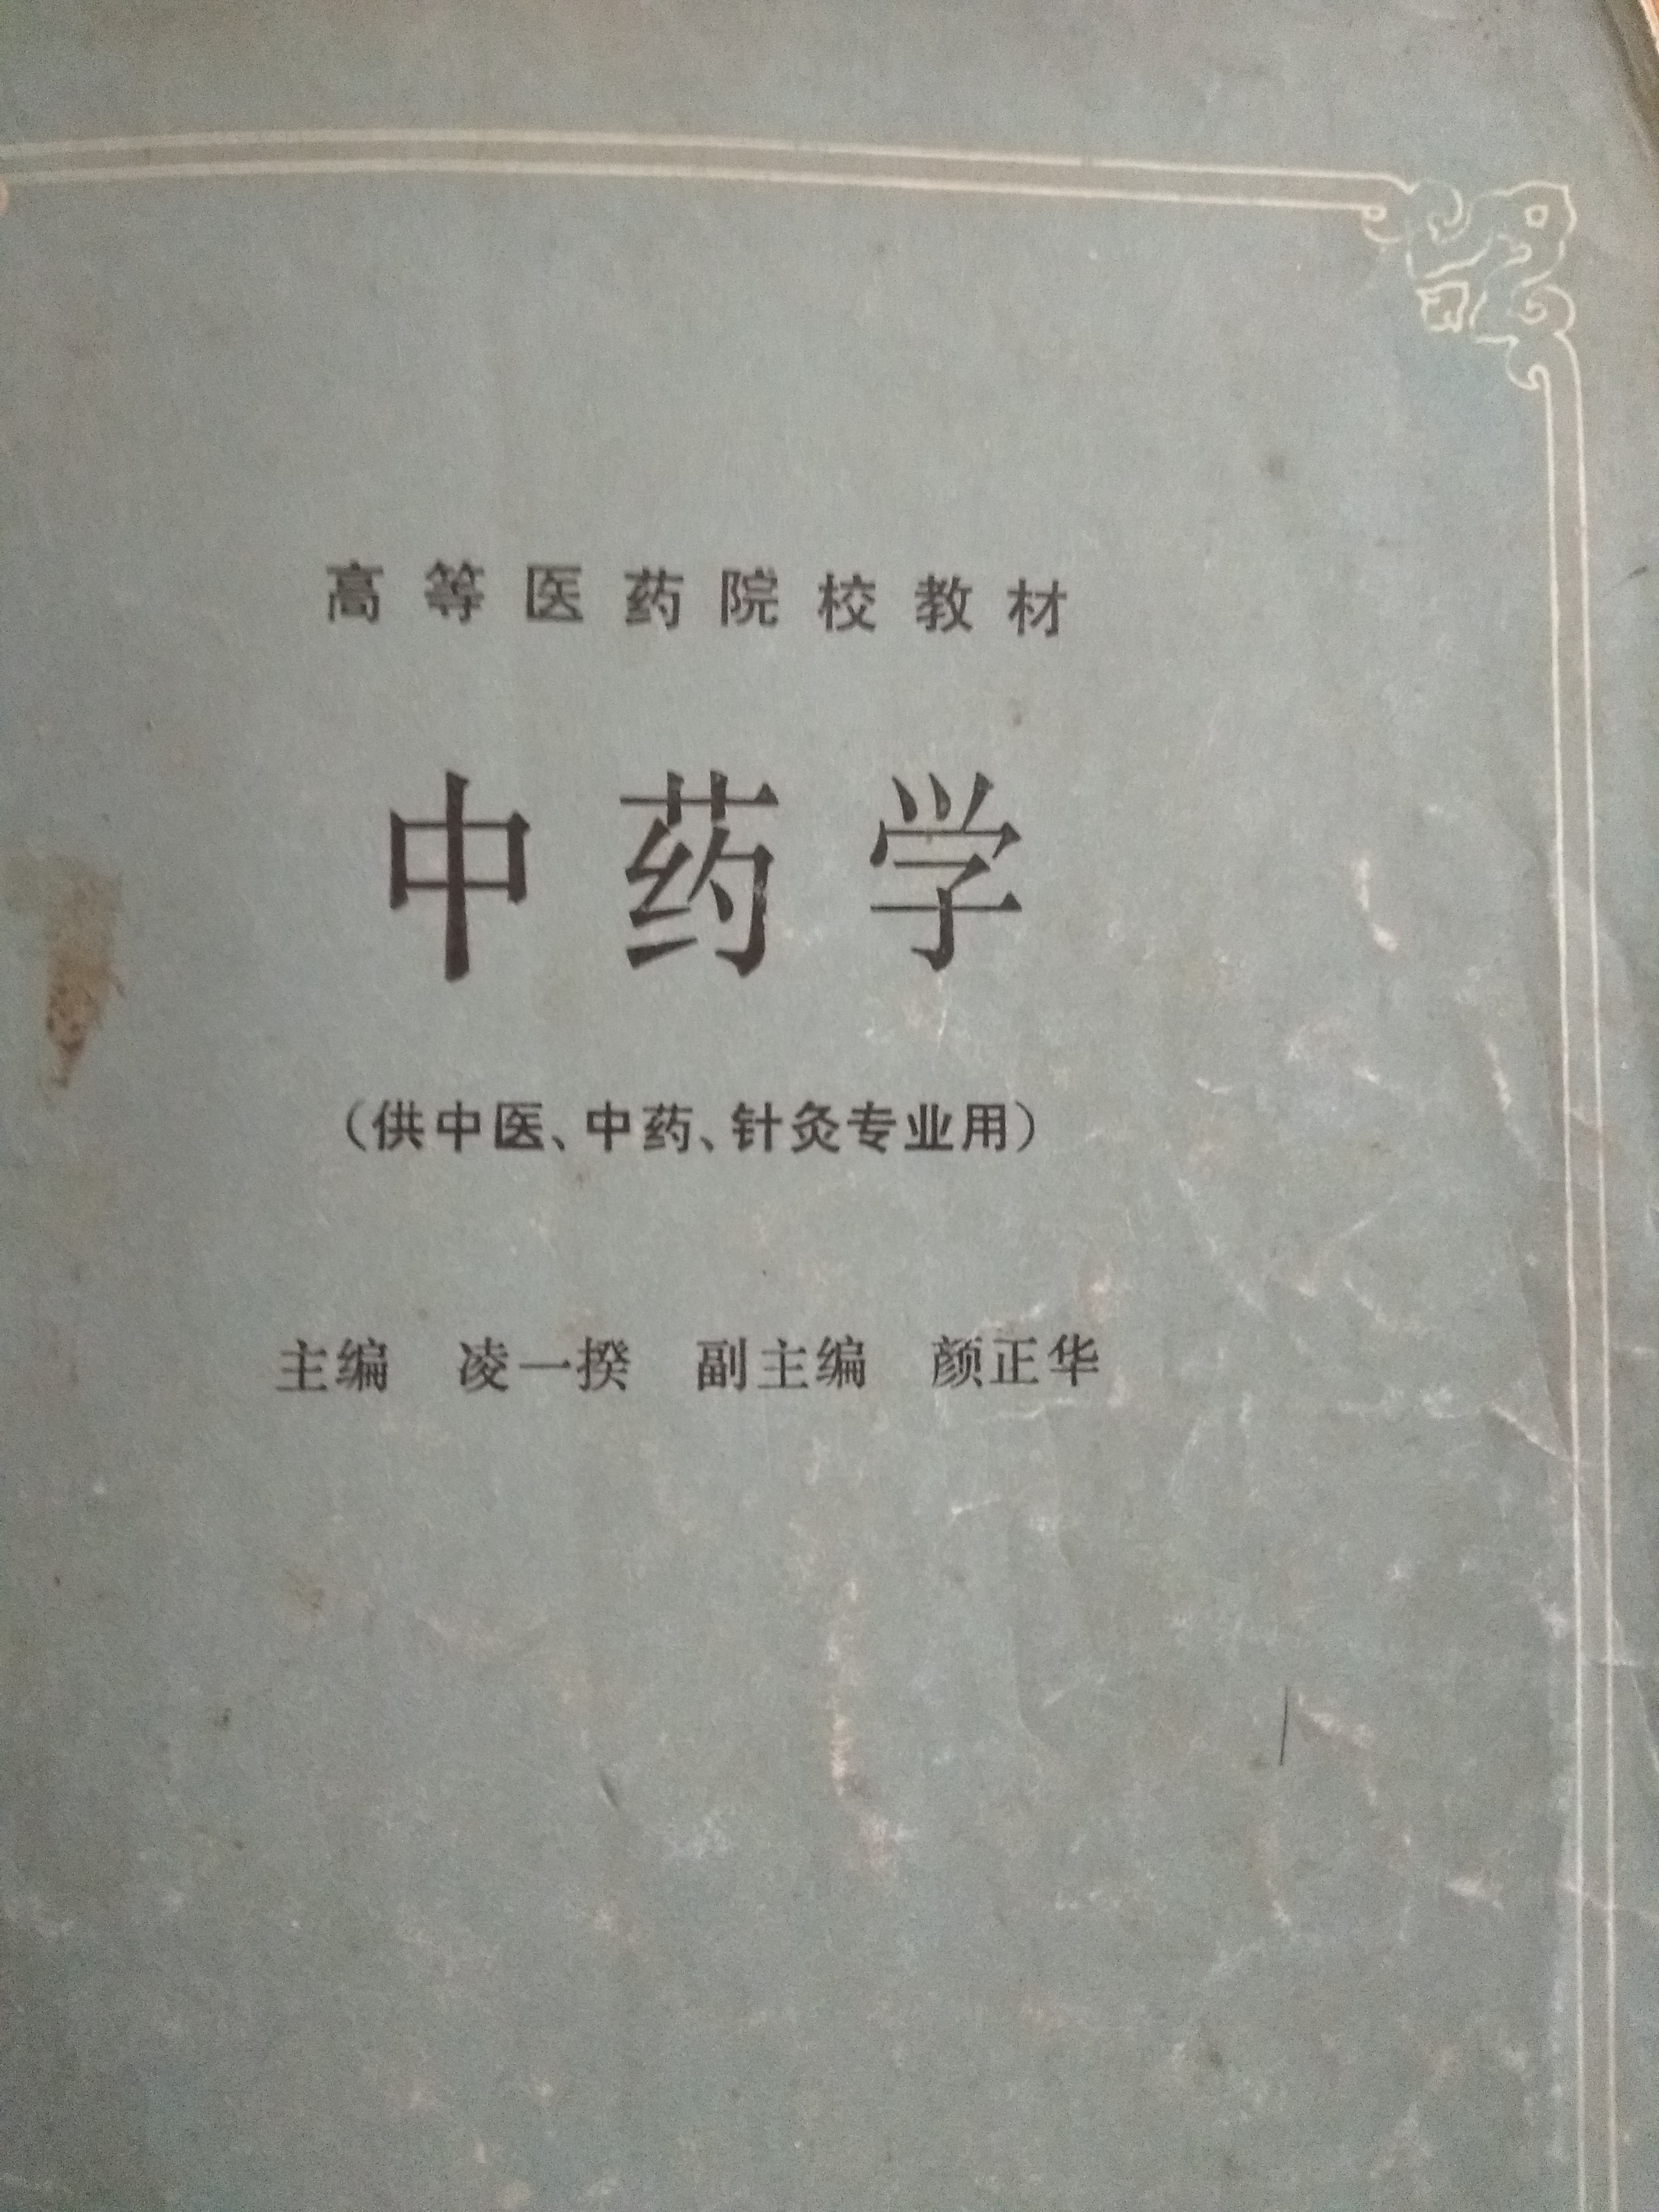 高等医药院校教材
中药学
（供中医、中药、针灸专业用）
主编 凌一揆 副主编 颜正华